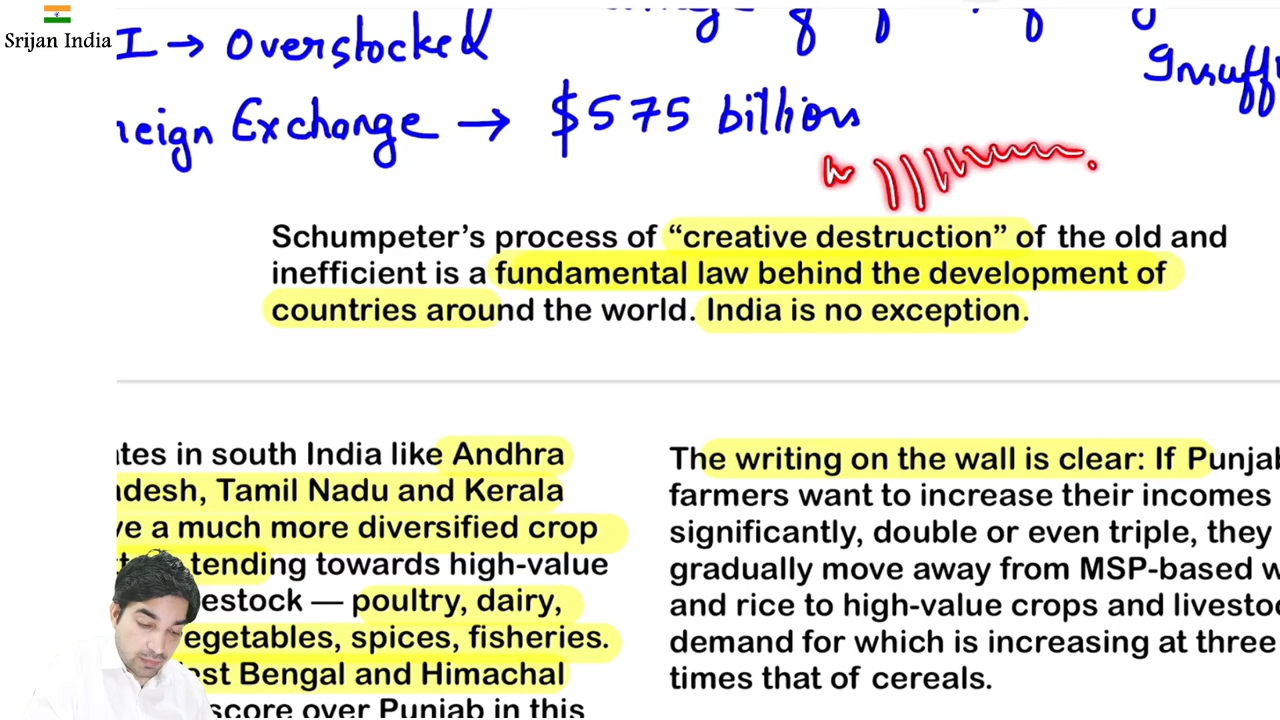 Srijan India
I → Overstocked
Insuffi
reign Exchange → $575 billion
Schumpeter’s process of “creative destruction” of the old and
inefficient is a fundamental law behind the development of
countries around the world. India is no exception.
ates in south India like Andhra
adesh, Tamil Nadu and Kerala
ve a much more diversified crop
tending towards high-value
estock — poultry, dairy,
egetables, spices, fisheries.
est Bengal and Himachal
score over Punjab in this
The writing on the wall is clear: If Punjab
farmers want to increase their incomes
significantly, double or even triple, they
gradually move away from MSP-based w
and rice to high-value crops and livesto
demand for which is increasing at three
times that of cereals.